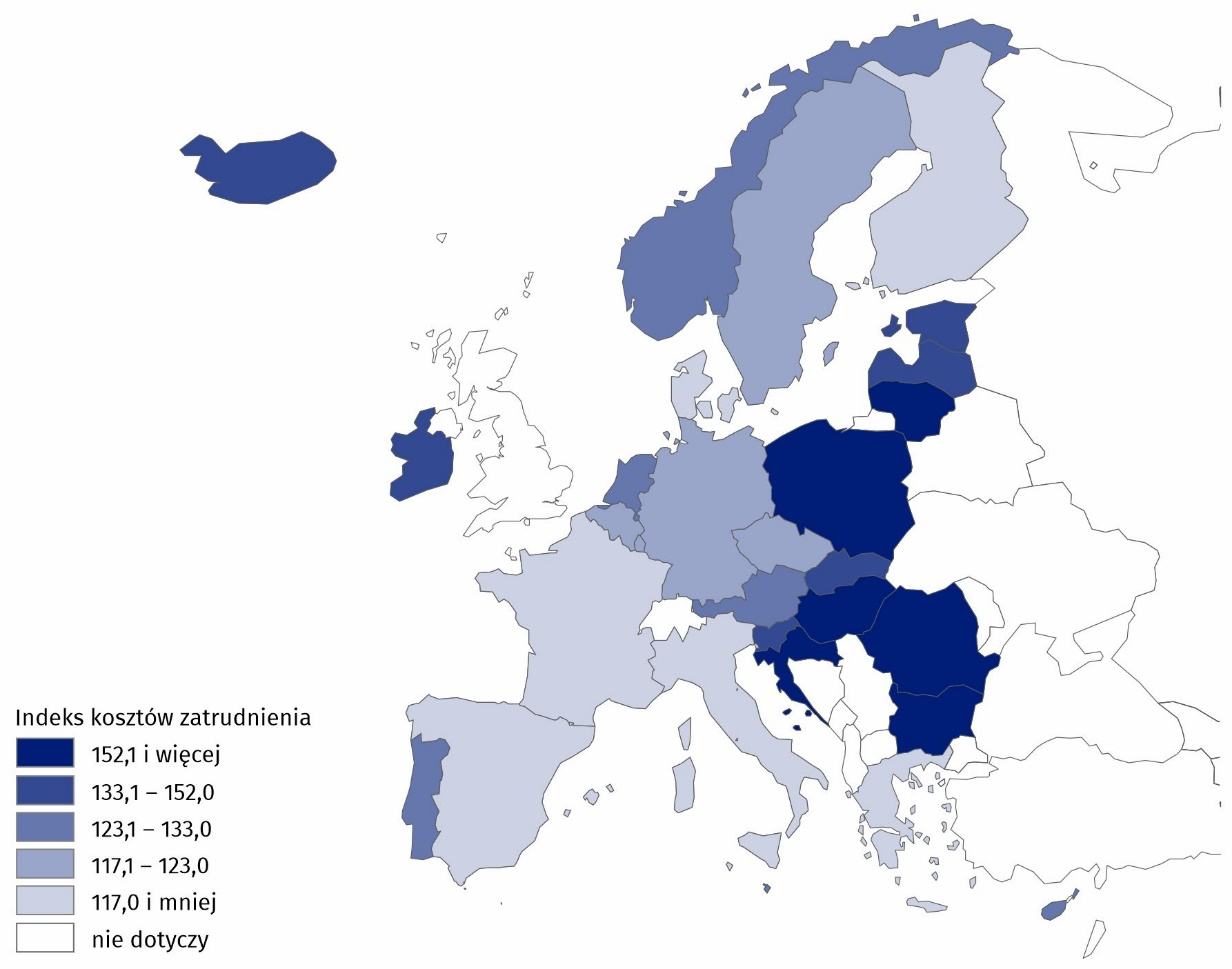 Indeks kosztów zatrudnienia
152,1 i więcej
133,1 – 152,0
123,1 – 133,0
117,1 – 123,0
117,0 i mniej
nie dotyczy